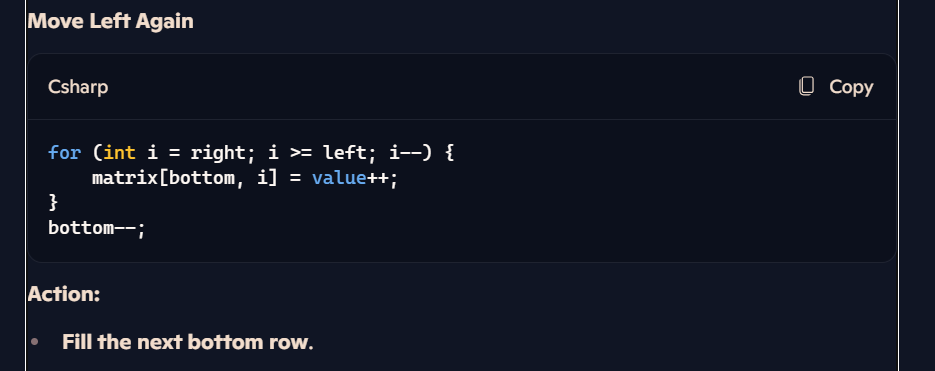 Move Left Again
Csharp
Copy
for (int i = right; i >= left; i--) {
    matrix[bottom, i] = value++;
}
bottom--;
Action:
• Fill the next bottom row.